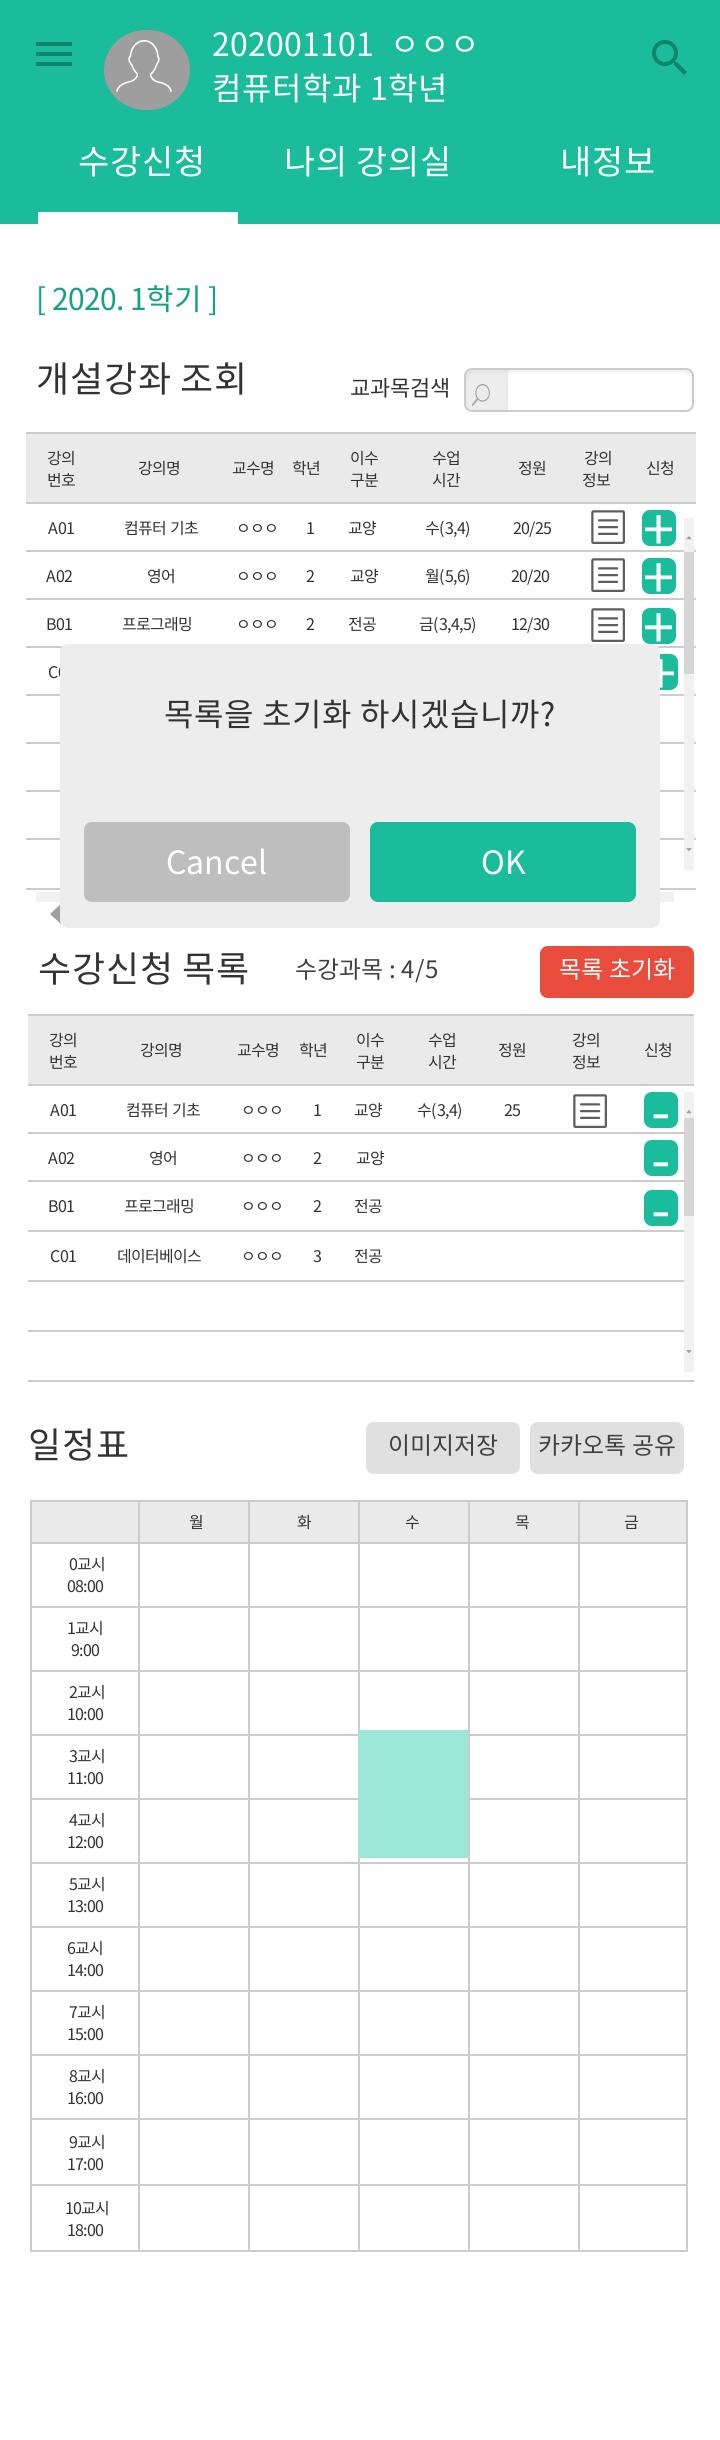 202001101 ㅇㅇㅇ
컴퓨터학과 1학년
수강신청 나의 강의실 내정보
[ 2020. 1학기 ]
개설강좌 조회 교과목검색
강의번호 강의명 교수명 학년 이수구분 수업시간 정원 강의정보 신청
A01 컴퓨터 기초 ㅇㅇㅇ 1 교양 수(3,4) 20/25
A02 영어 ㅇㅇㅇ 2 교양 월(5,6) 20/20
B01 프로그래밍 ㅇㅇㅇ 2 전공 금(3,4,5) 12/30
목록을 초기화 하시겠습니까?
Cancel OK
수강신청 목록 수강과목 : 4/5 목록 초기화
강의번호 강의명 교수명 학년 이수구분 수업시간 정원 강의정보 신청
A01 컴퓨터 기초 ㅇㅇㅇ 1 교양 수(3,4) 25
A02 영어 ㅇㅇㅇ 2 교양
B01 프로그래밍 ㅇㅇㅇ 2 전공
C01 데이터베이스 ㅇㅇㅇ 3 전공
일정표 이미지저장 카카오톡 공유
월 화 수 목 금
0교시
08:00
1교시
9:00
2교시
10:00
3교시
11:00
4교시
12:00
5교시
13:00
6교시
14:00
7교시
15:00
8교시
16:00
9교시
17:00
10교시
18:00